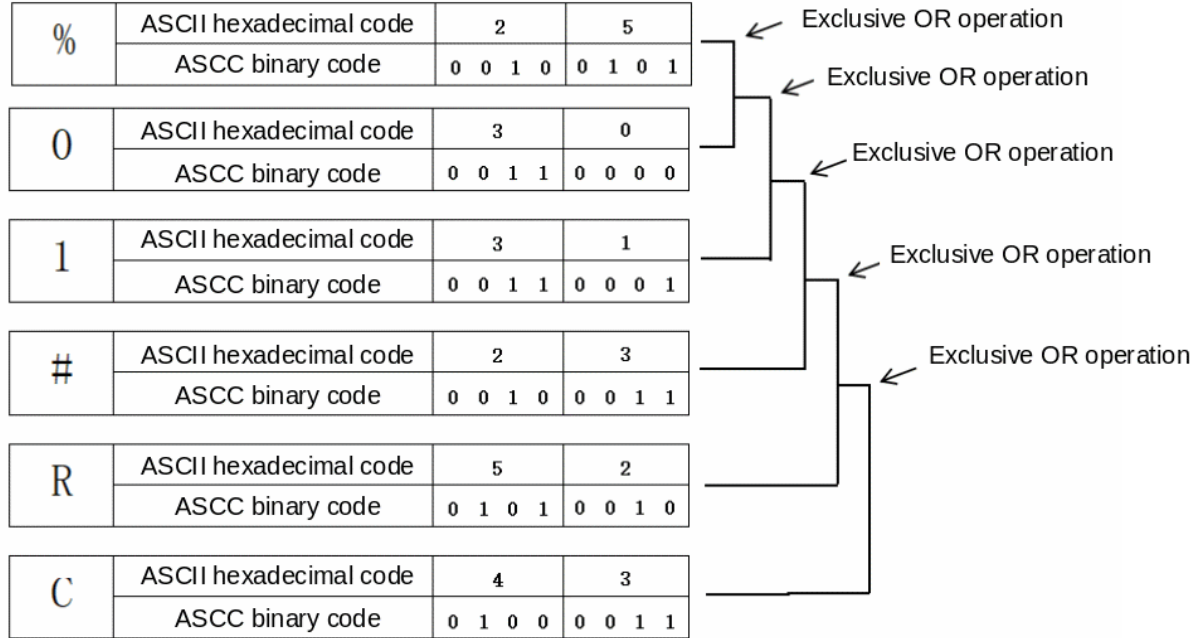 % ASCII hexadecimal code 2 5
ASCC binary code 0 0 1 0 0 1 0 1
0 ASCII hexadecimal code 3 0
ASCC binary code 0 0 1 1 0 0 0 0
1 ASCII hexadecimal code 3 1
ASCC binary code 0 0 1 1 0 0 0 1
# ASCII hexadecimal code 2 3
ASCC binary code 0 0 1 0 0 0 1 1
R ASCII hexadecimal code 5 2
ASCC binary code 0 1 0 1 0 0 1 0
C ASCII hexadecimal code 4 3
ASCC binary code 0 1 0 0 0 0 1 1
Exclusive OR operation
Exclusive OR operation
Exclusive OR operation
Exclusive OR operation
Exclusive OR operation